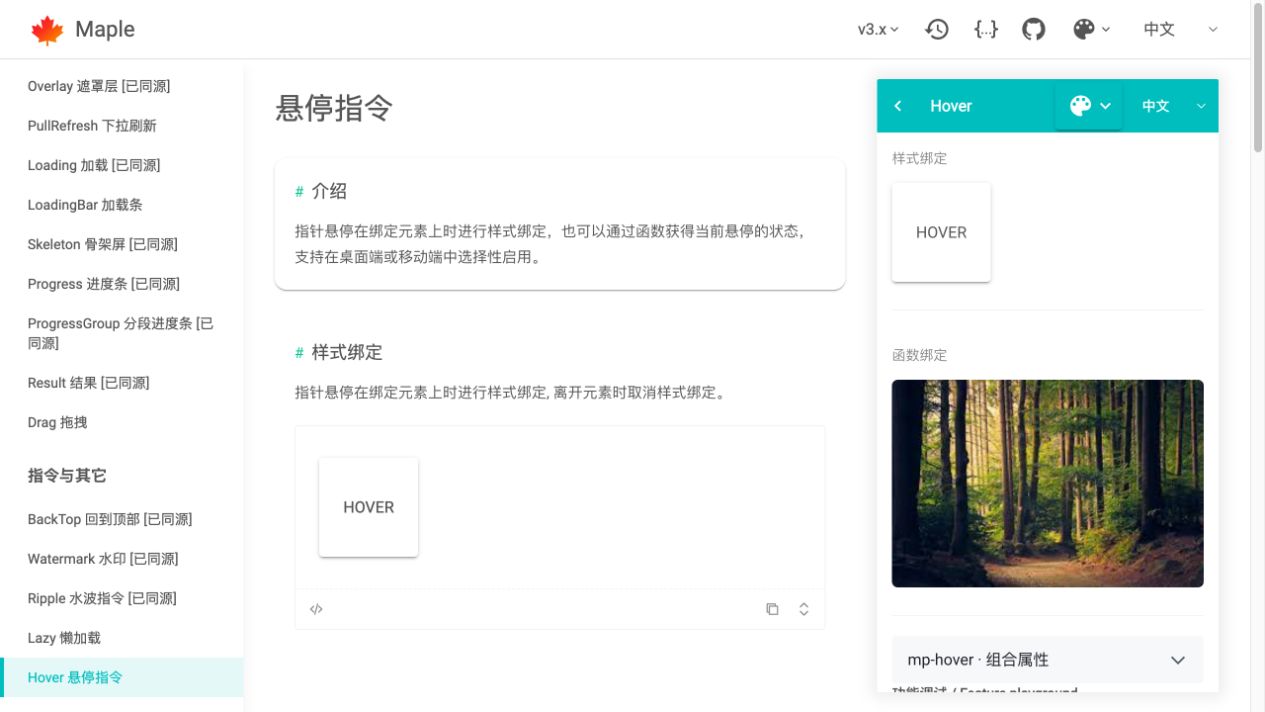 Maple
v3.x
中文
Overlay 遮罩层 [已同源]
PullRefresh 下拉刷新
Loading 加载 [已同源]
LoadingBar 加载条
Skeleton 骨架屏 [已同源]
Progress 进度条 [已同源]
ProgressGroup 分段进度条 [已
同源]
Result 结果 [已同源]
Drag 拖拽
指令与其它
BackTop 回到顶部 [已同源]
Watermark 水印 [已同源]
Ripple 水波指令 [已同源]
Lazy 懒加载
Hover 悬停指令
悬停指令
# 介绍
指针悬停在绑定元素上时进行样式绑定，也可以通过函数获得当前悬停的状态，
支持在桌面端或移动端中选择性启用。
# 样式绑定
指针悬停在绑定元素上时进行样式绑定, 离开元素时取消样式绑定。
HOVER
Hover
中文
样式绑定
HOVER
函数绑定
mp-hover · 组合属性
功能调试 / Feature playground